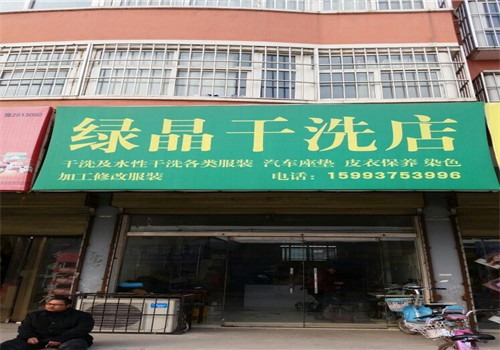 绿晶干洗店
干洗及水性干洗各类服装 汽车座垫 皮衣保养 染色
加工修改服装 电话：15993753996